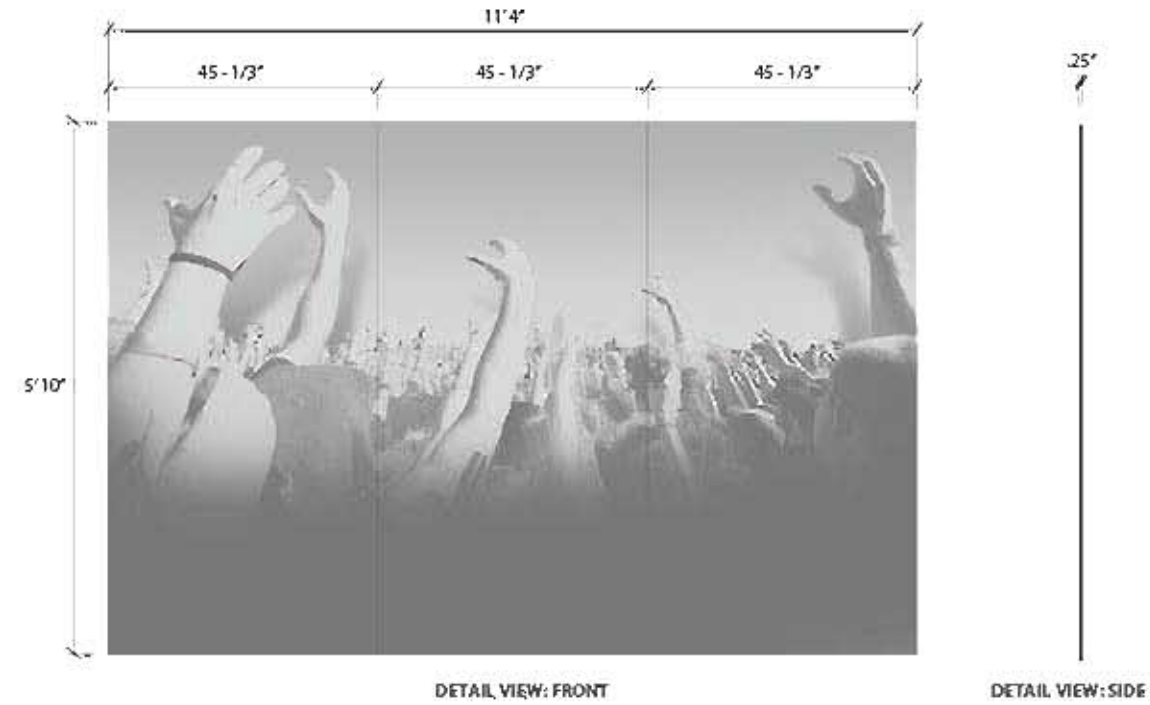 11'4"
45 - 1/3"
45 - 1/3"
45 - 1/3"
.25"
5'10"
DETAIL VIEW: FRONT
DETAIL VIEW: SIDE